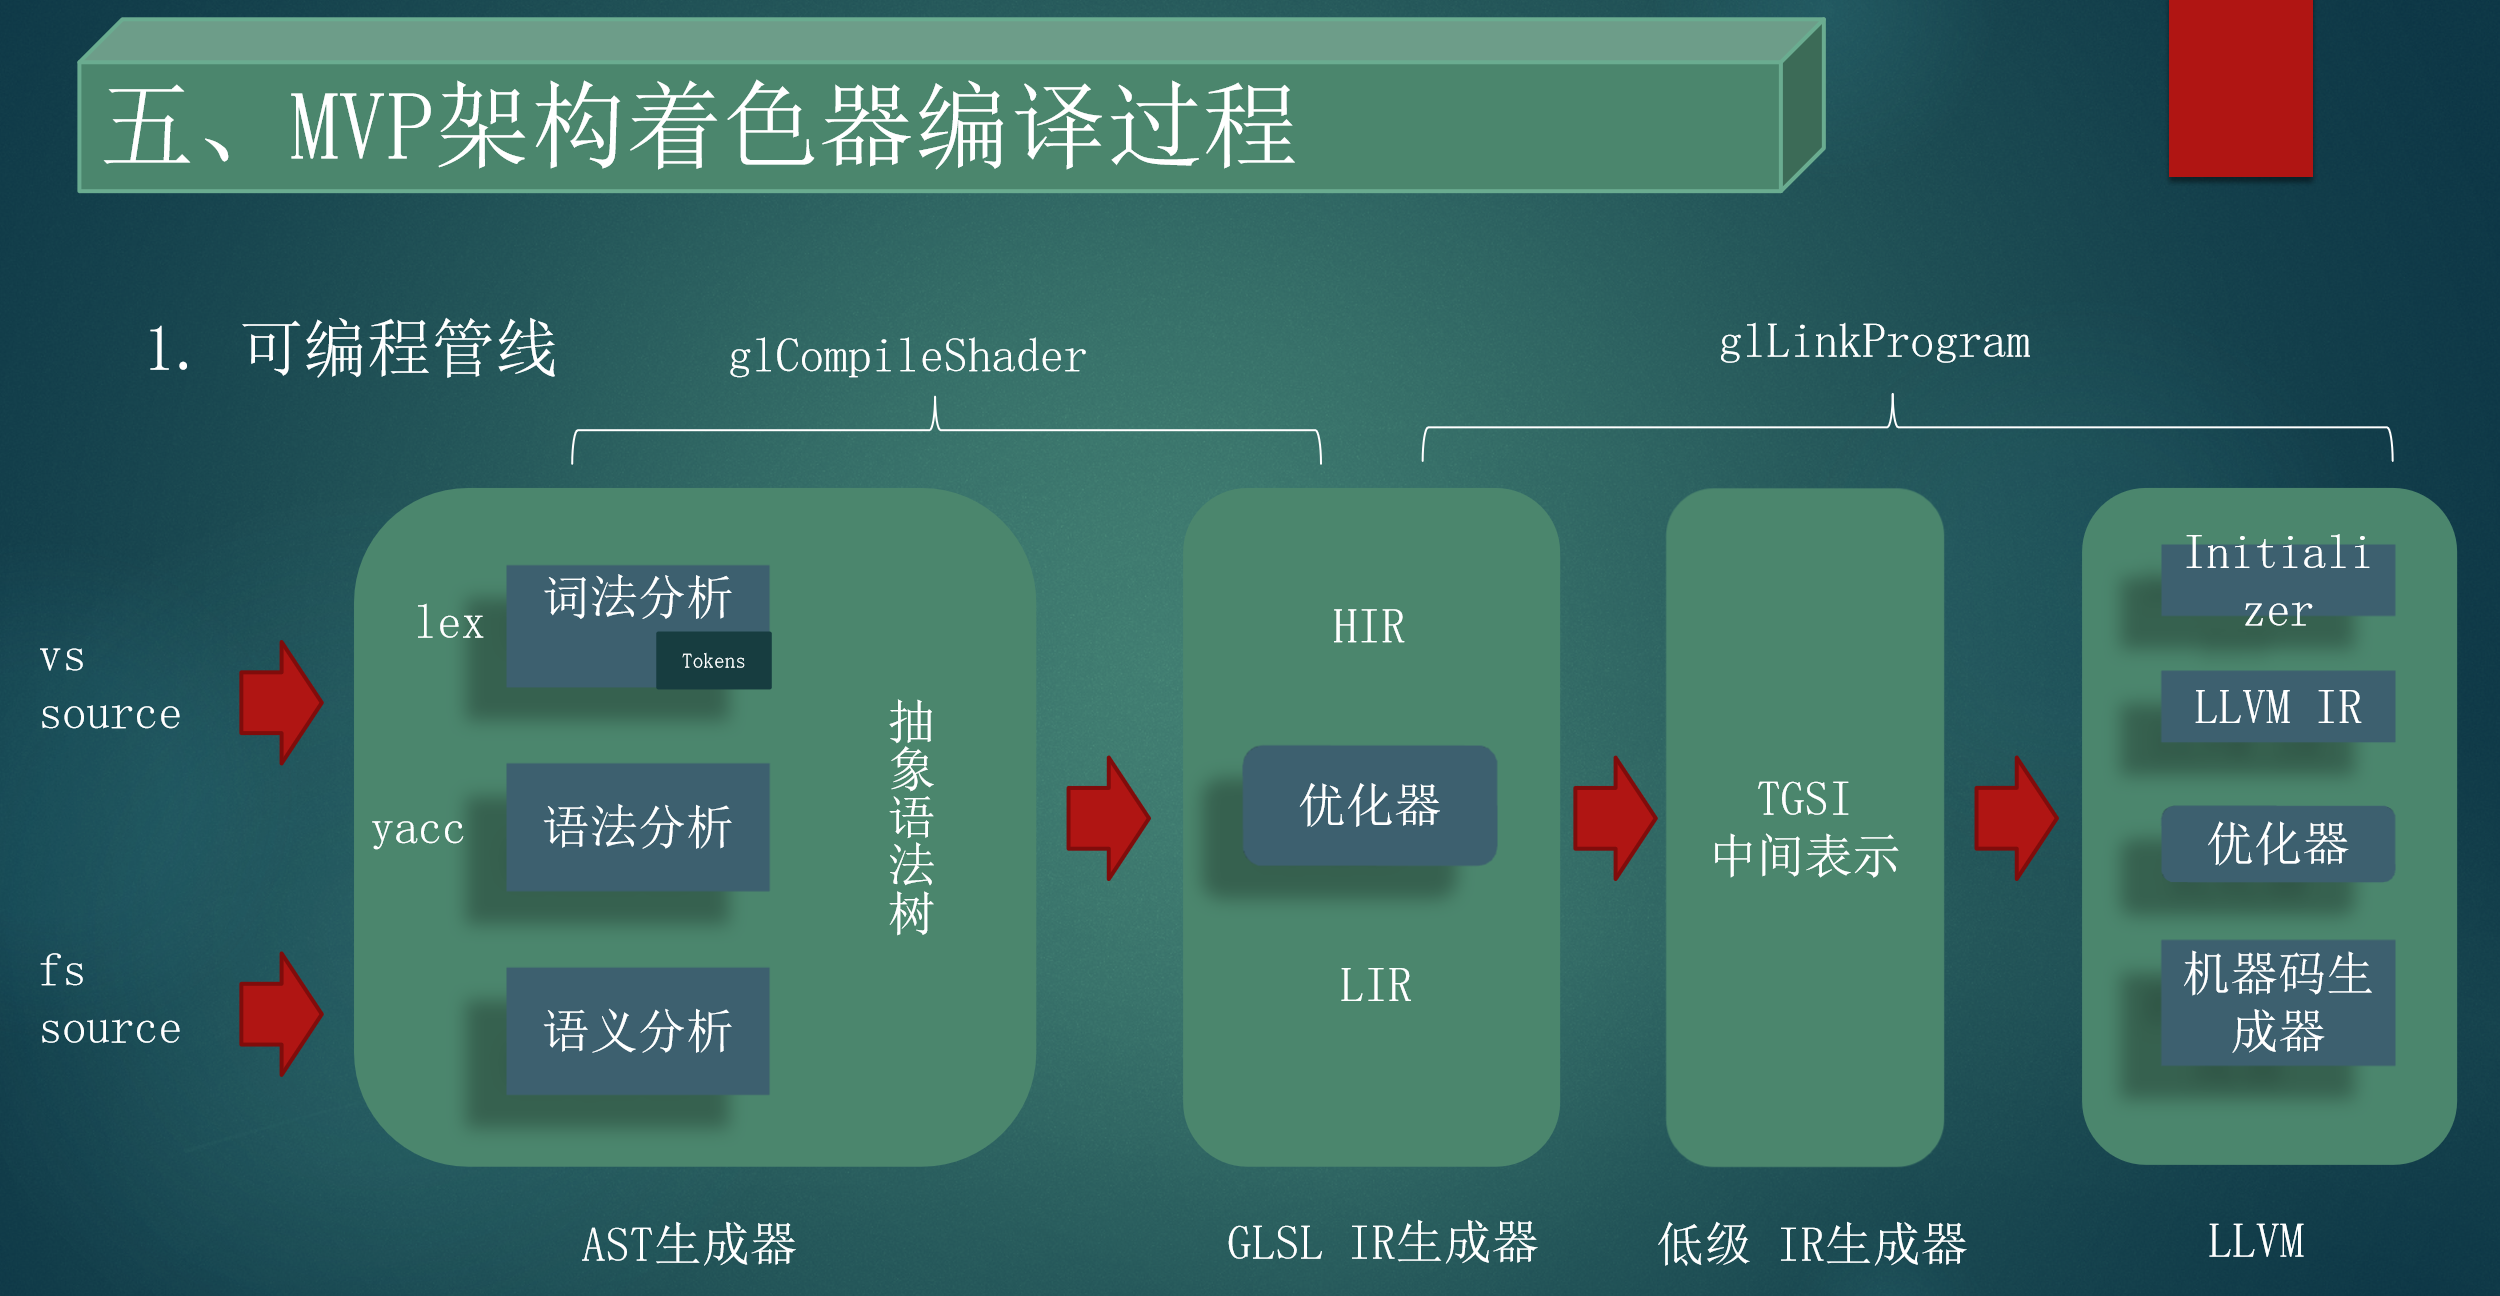 五、MVP架构着色器编译过程
1. 可编程管线
glCompileShader
glLinkProgram
vs
source
fs
source
lex
词法分析
Tokens
yacc
语法分析
语义分析
抽
象
语
法
树
HIR
优化器
LIR
TGSI
中间表示
Initiali
zer
LLVM IR
优化器
机器码生
成器
AST生成器
GLSL IR生成器
低级 IR生成器
LLVM